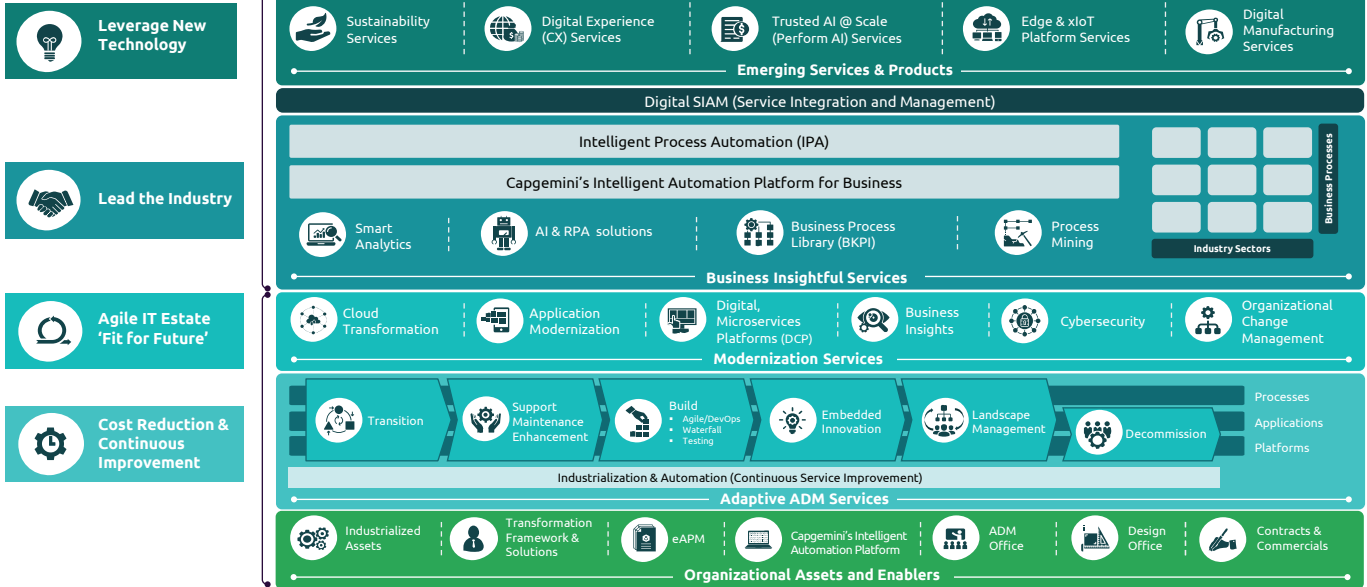 Leverage New
Technology
Sustainability
Services
Digital Experience
(CX) Services
Trusted AI @ Scale
(Perform AI) Services
Edge & xIoT
Platform Services
Digital
Manufacturing
Services
Emerging Services & Products
Digital SIAM (Service Integration and Management)
Lead the Industry
Intelligent Process Automation (IPA)
Capgemini's Intelligent Automation Platform for Business
Smart
Analytics
AI & RPA solutions
Business Process
Library (BKPI)
Process
Mining
Business Processes
Industry Sectors
Business Insightful Services
Agile IT Estate
'Fit for Future'
Cloud
Transformation
Application
Modernization
Digital,
Microservices
Platforms (DCP)
Business
Insights
Cybersecurity
Organizational
Change
Management
Modernization Services
Cost Reduction &
Continuous
Improvement
Transition
Support
Maintenance
Enhancement
Build
• Agile/DevOps
• Waterfall
• Testing
Embedded
Innovation
Landscape
Management
Decommission
Processes
Applications
Platforms
Industrialization & Automation (Continuous Service Improvement)
Adaptive ADM Services
Industrialized
Assets
Transformation
Framework &
Solutions
eAPM
Capgemini's Intelligent
Automation Platform
ADM
Office
Design
Office
Contracts &
Commercials
Organizational Assets and Enablers